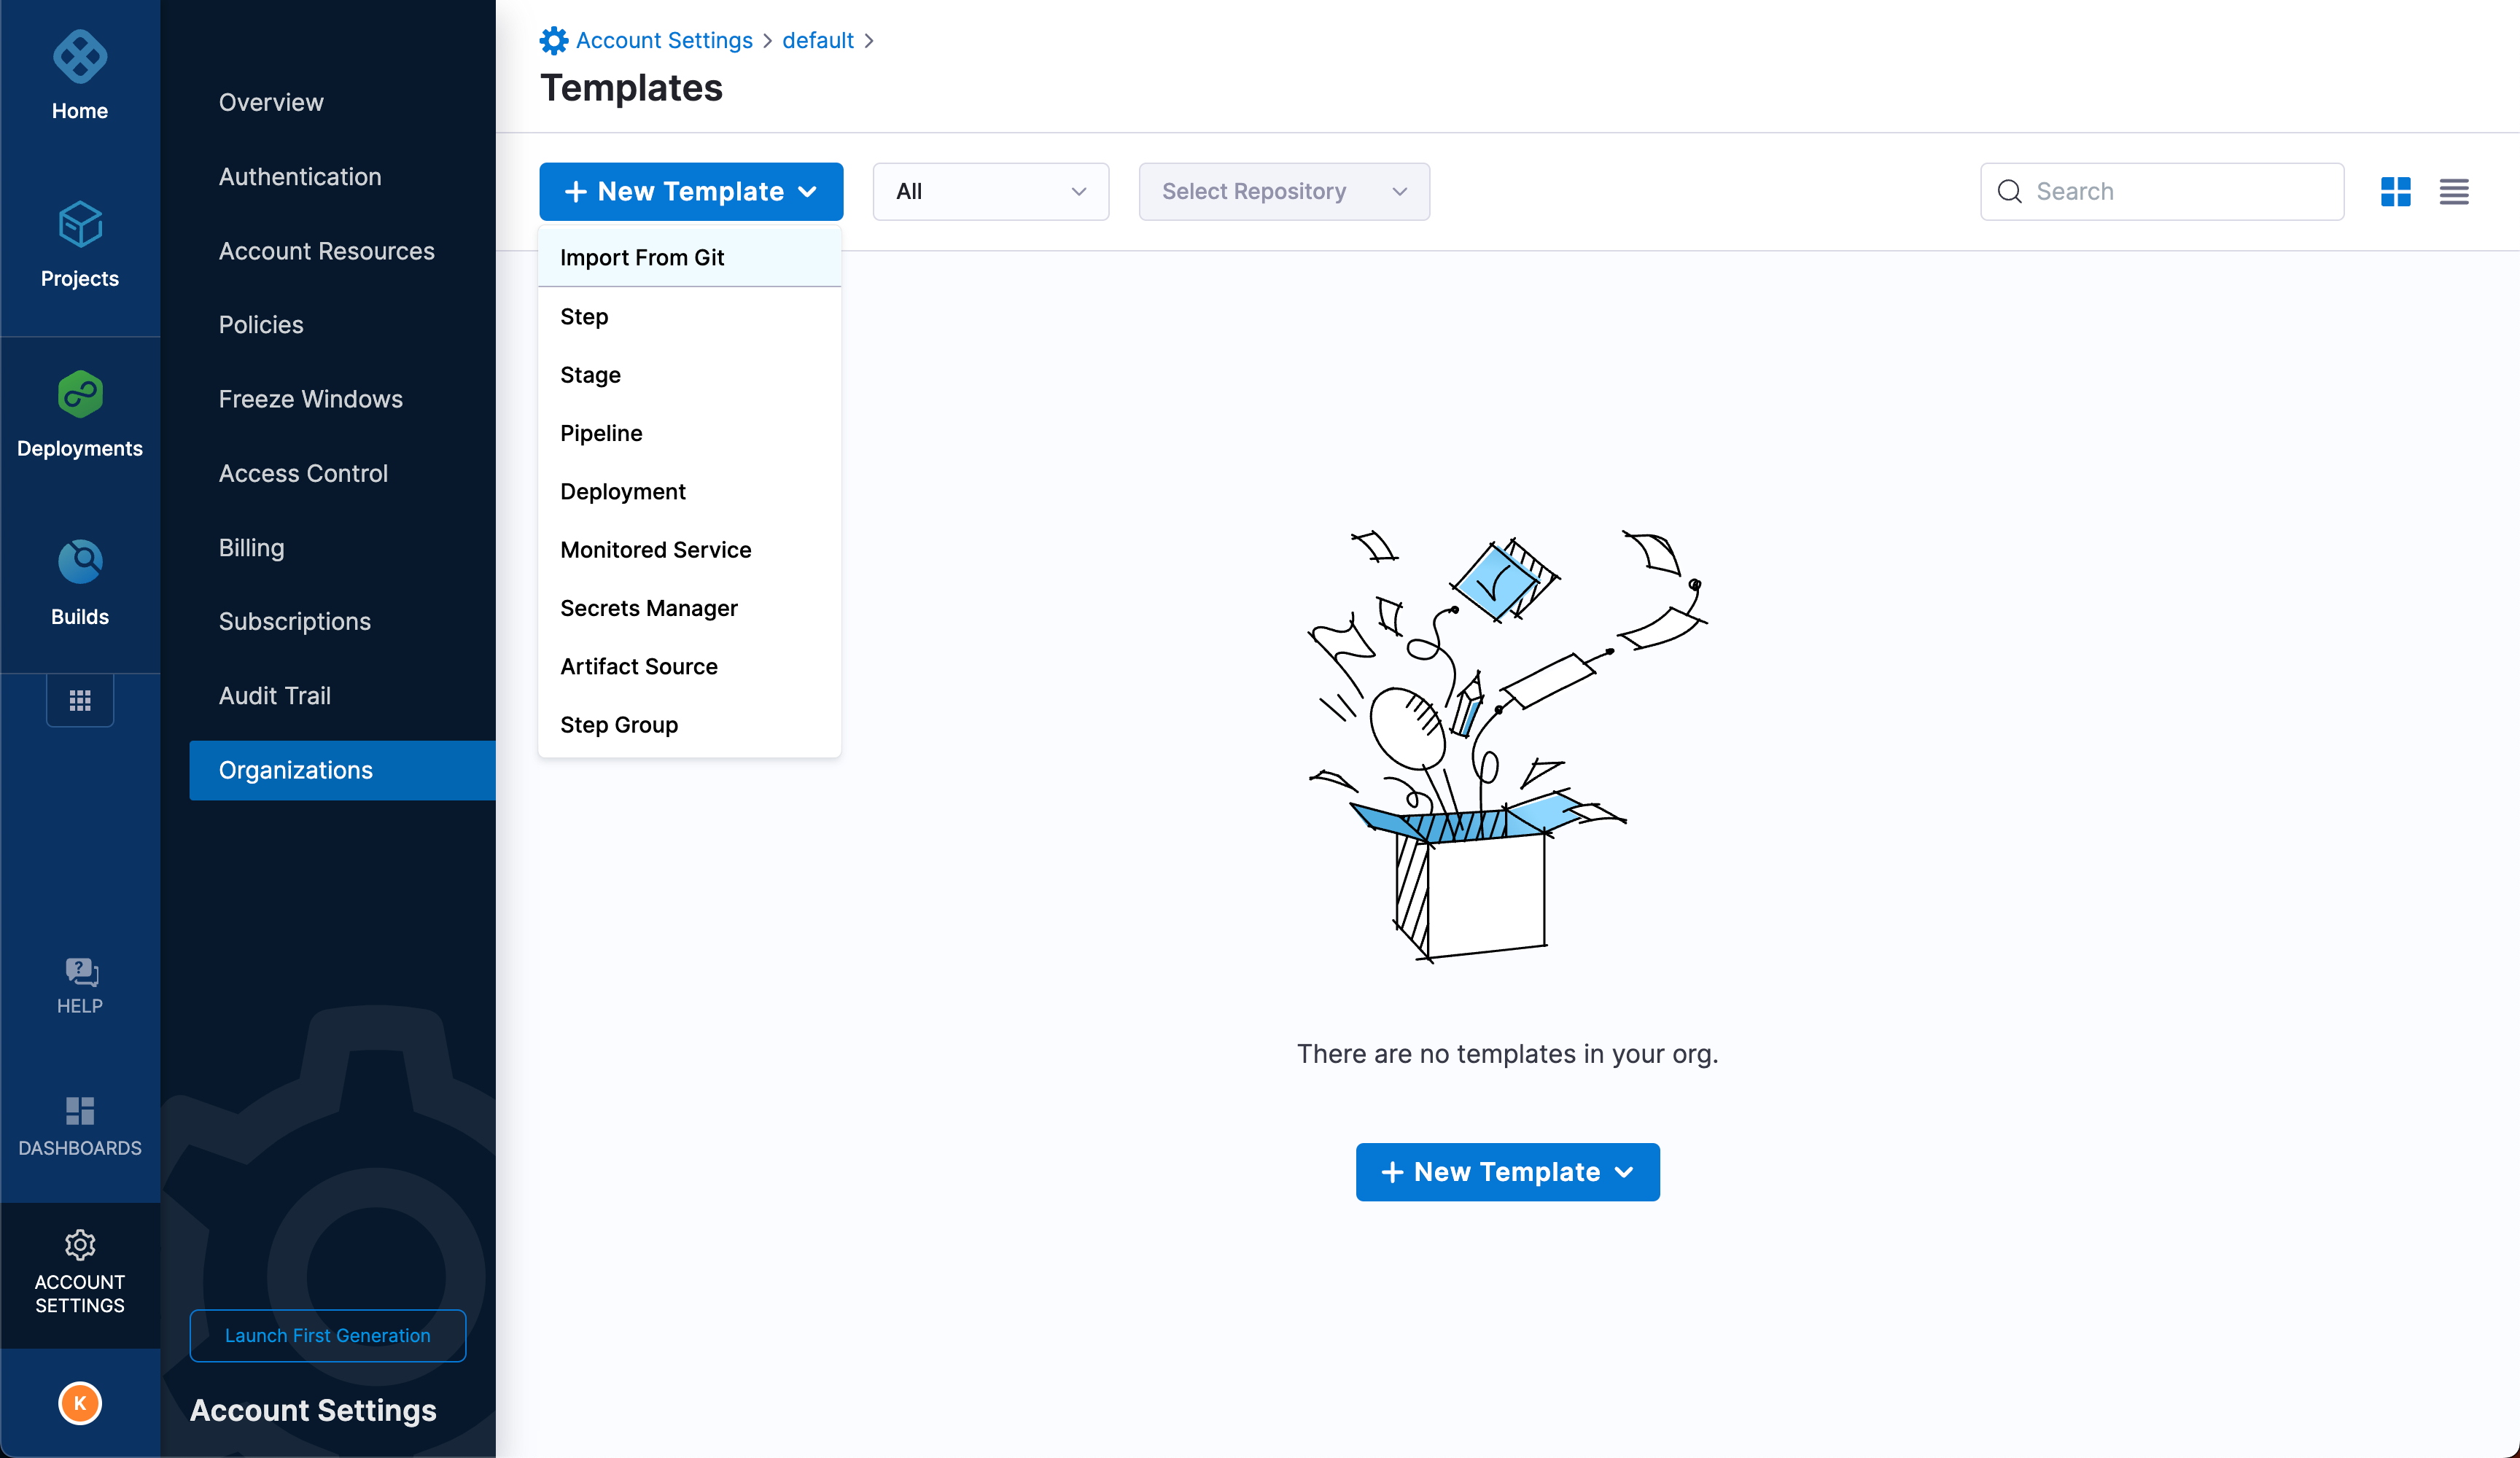 Home
Projects
Deployments
Builds
HELP
DASHBOARDS
ACCOUNT
SETTINGS
K
Overview
Authentication
Account Resources
Policies
Freeze Windows
Access Control
Billing
Subscriptions
Audit Trail
Organizations
Launch First Generation
Account Settings
Account Settings > default >
Templates
+ New Template
All
Select Repository
Search
Import From Git
Step
Stage
Pipeline
Deployment
Monitored Service
Secrets Manager
Artifact Source
Step Group
There are no templates in your org.
+ New Template